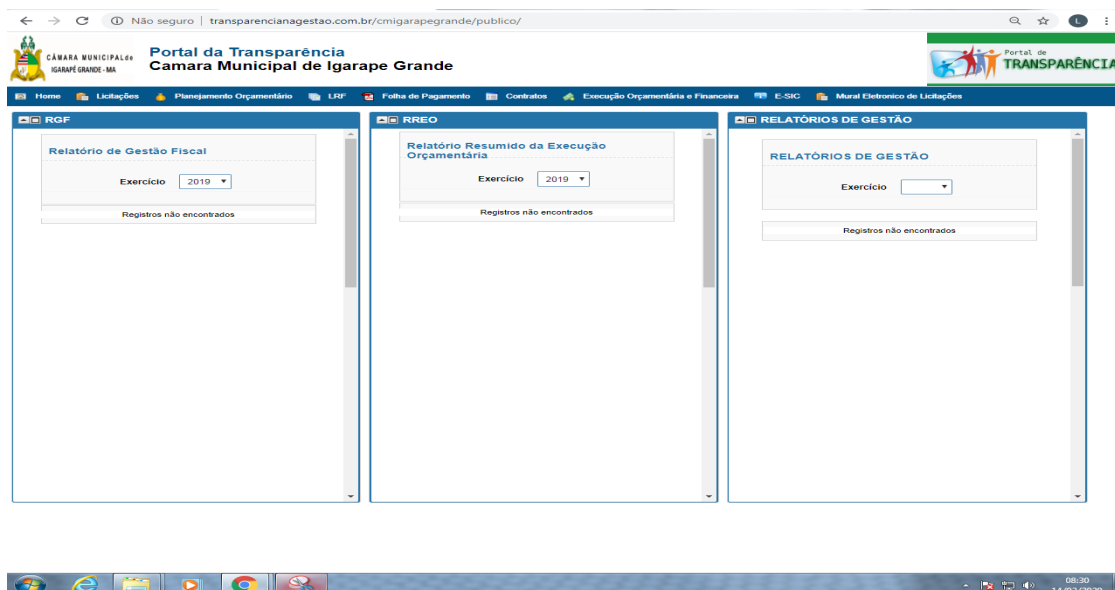 Não seguro | transparencianagestao.com.br/cmigarapegrande/publico/
L
CÂMARA MUNICIPAL de
IGARAPÉ GRANDE - MA
Portal da Transparência
Camara Municipal de Igarape Grande
Portal de
TRANSPARÊNCIA
Home Licitações Planejamento Orçamentário LRF Folha de Pagamento Contratos Execução Orçamentária e Financeira E-SIC Mural Eletronico de Licitações
RGF
Relatório de Gestão Fiscal
Exercício 2019
Registros não encontrados
RREO
Relatório Resumido da Execução
Orçamentária
Exercício 2019
Registros não encontrados
RELATÓRIOS DE GESTÃO
RELATÓRIOS DE GESTÃO
Exercício
Registros não encontrados
08:30